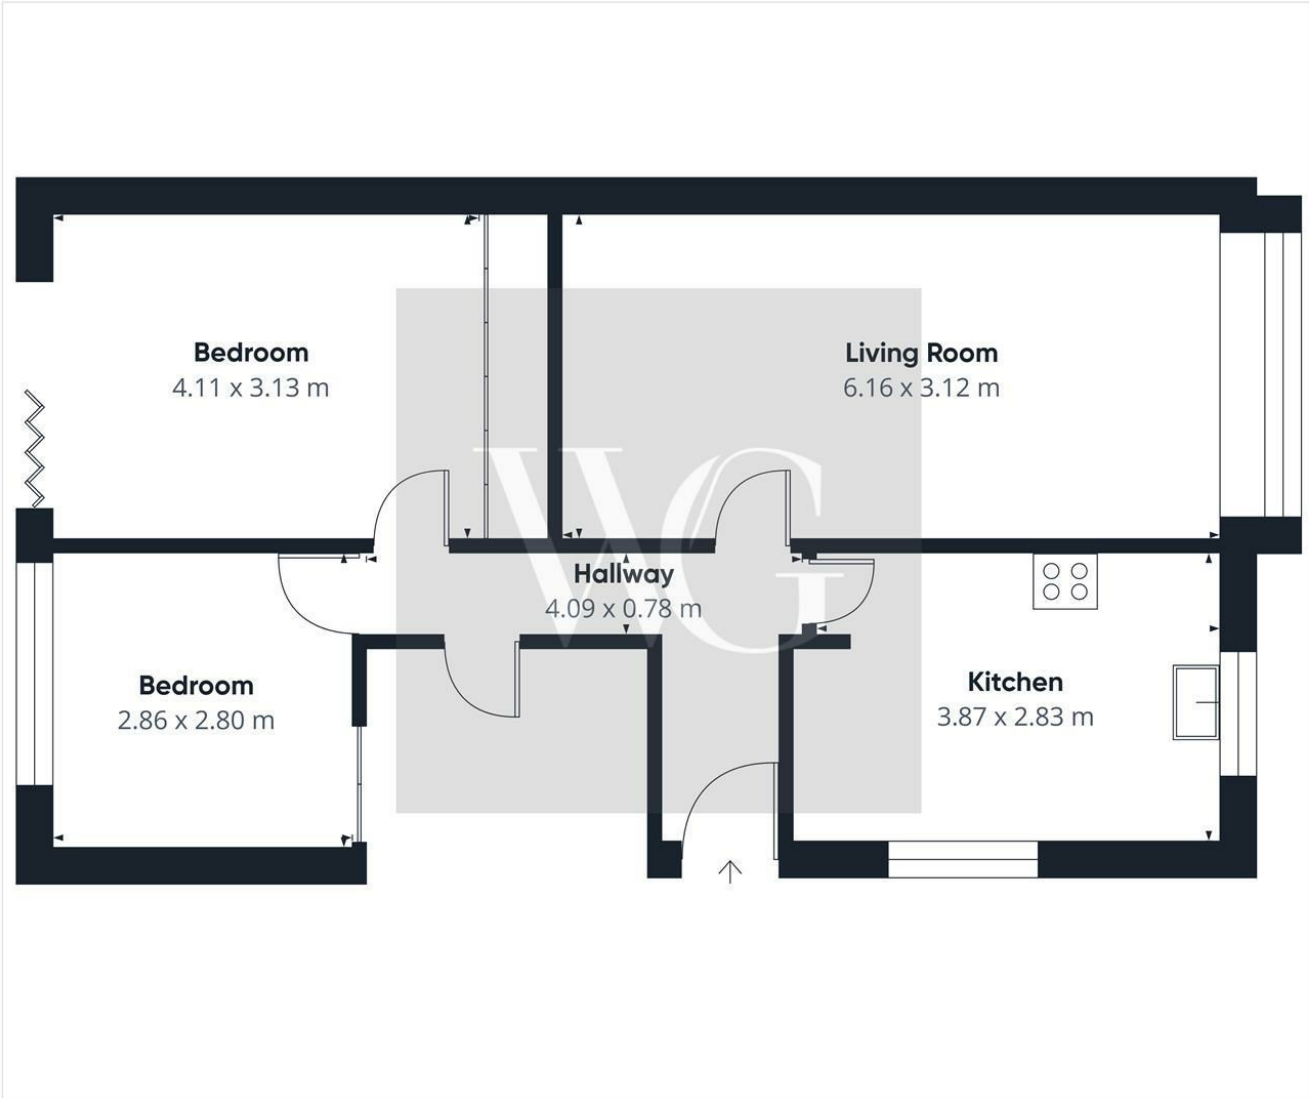 Bedroom
4.11 x 3.13 m
Living Room
6.16 x 3.12 m
Hallway
4.09 x 0.78 m
Bedroom
2.86 x 2.80 m
Kitchen
3.87 x 2.83 m
WG